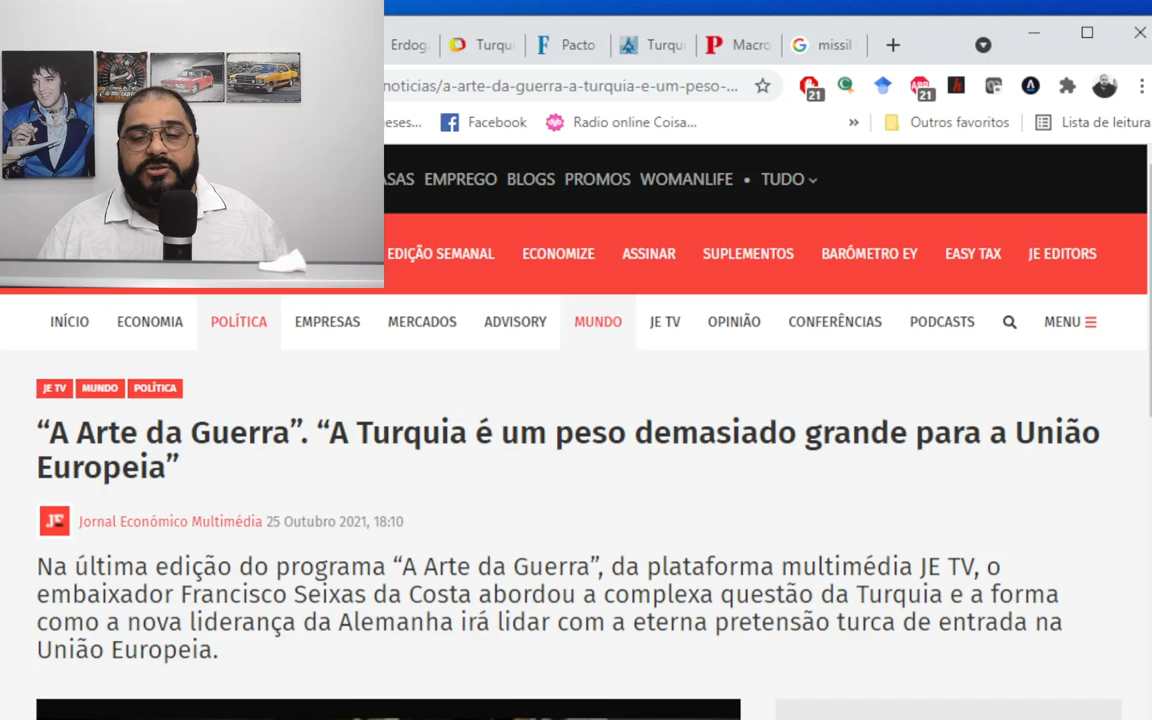 Erdog
Turqui
Pacto
Turqu
Macro
missil
noticias/a-arte-da-guerra-a-turquia-e-um-peso-...
21
21
eses...
Facebook
Radio online Coisa...
»
Outros favoritos
Lista de leitura
ASAS EMPREGO BLOGS PROMOS WOMANLIFE • TUDO
EDIÇÃO SEMANAL ECONOMIZE ASSINAR SUPLEMENTOS BARÓMETRO EY EASY TAX JE EDITORS
INÍCIO ECONOMIA POLÍTICA EMPRESAS MERCADOS ADVISORY MUNDO JE TV OPINIÃO CONFERÊNCIAS PODCASTS MENU
JE TV MUNDO POLÍTICA
“A Arte da Guerra”. “A Turquia é um peso demasiado grande para a União
Europeia”
JE Jornal Económico Multimédia 25 Outubro 2021, 18:10
Na última edição do programa “A Arte da Guerra”, da plataforma multimédia JE TV, o
embaixador Francisco Seixas da Costa abordou a complexa questão da Turquia e a forma
como a nova liderança da Alemanha irá lidar com a eterna pretensão turca de entrada na
União Europeia.